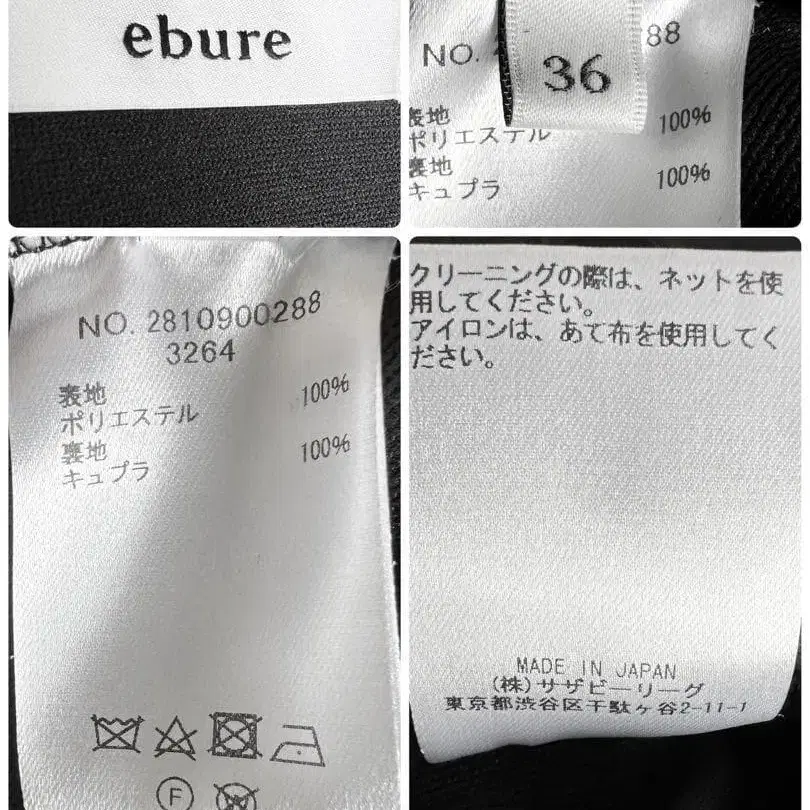 ebure
NO.
88
36
表地
ポリエステル 100%
裏地
キュプラ 100%
NO. 2810900288
3264
表地
ポリエステル 100%
裏地
キュプラ 100%
F
クリーニングの際は、ネットを使
用してください。
アイロンは、あて布を使用してく
ださい。
MADE IN JAPAN
(株)サザビーリーグ
東京都渋谷区千駄ヶ谷2-11-1